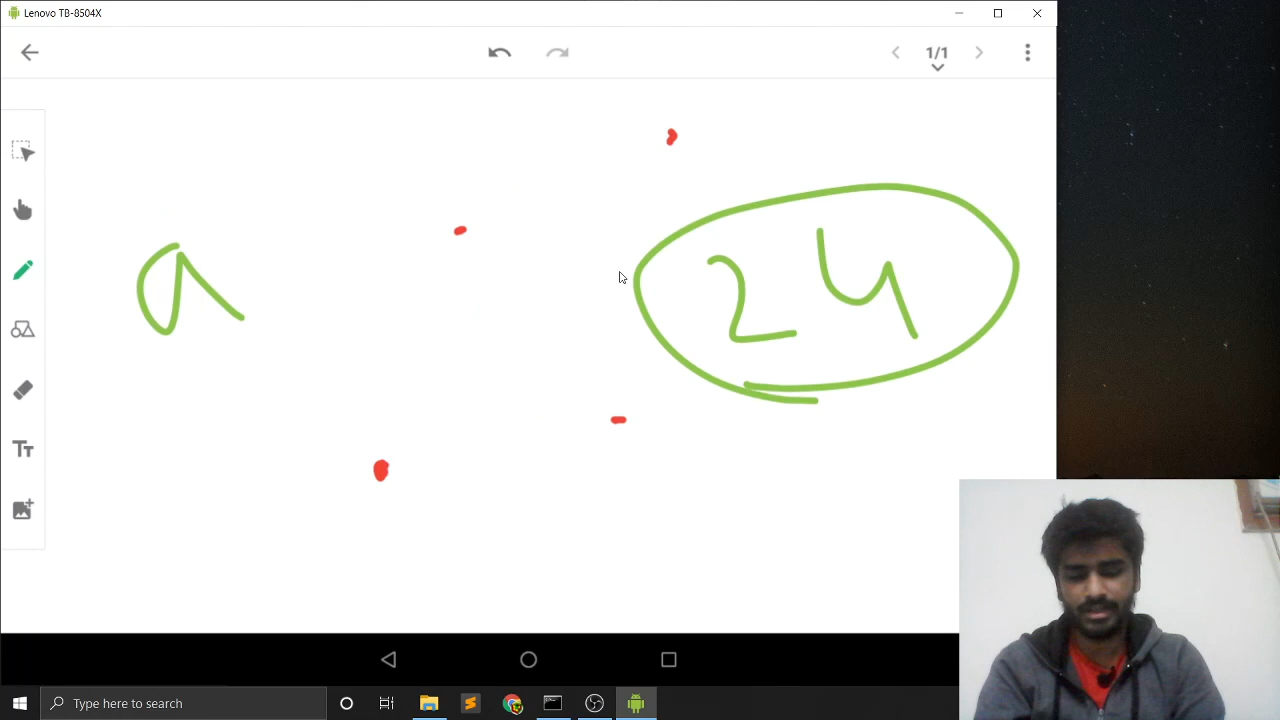 Lenovo TB-8504X
1/1
a 24
Tт
Type here to search